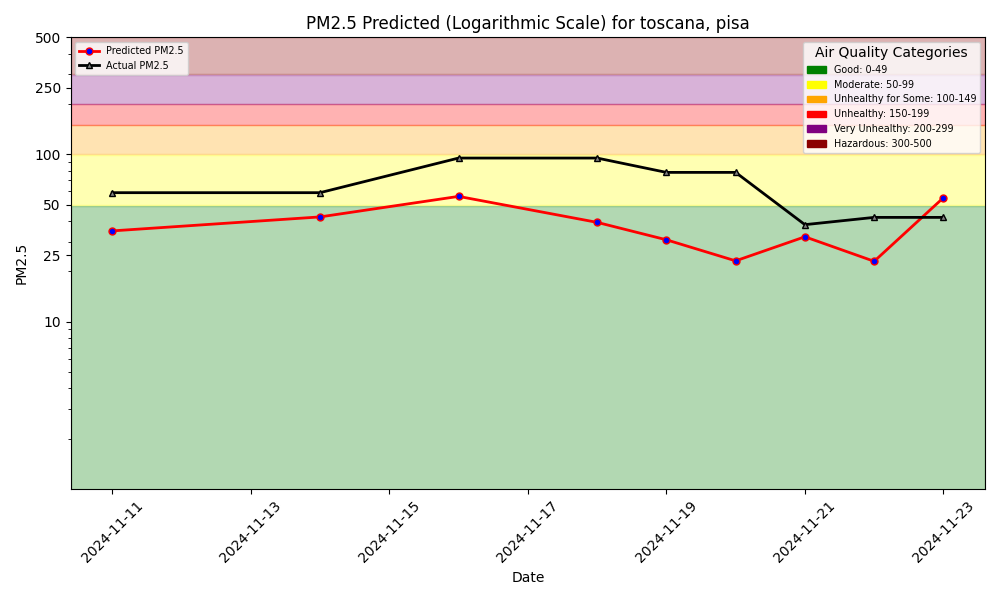 PM2.5 Predicted (Logarithmic Scale) for toscana, pisa
500
250
100
50
25
10
PM2.5
Predicted PM2.5
Actual PM2.5
Air Quality Categories
Good: 0-49
Moderate: 50-99
Unhealthy for Some: 100-149
Unhealthy: 150-199
Very Unhealthy: 200-299
Hazardous: 300-500
2024-11-11
2024-11-13
2024-11-15
2024-11-17
2024-11-19
2024-11-21
2024-11-23
Date